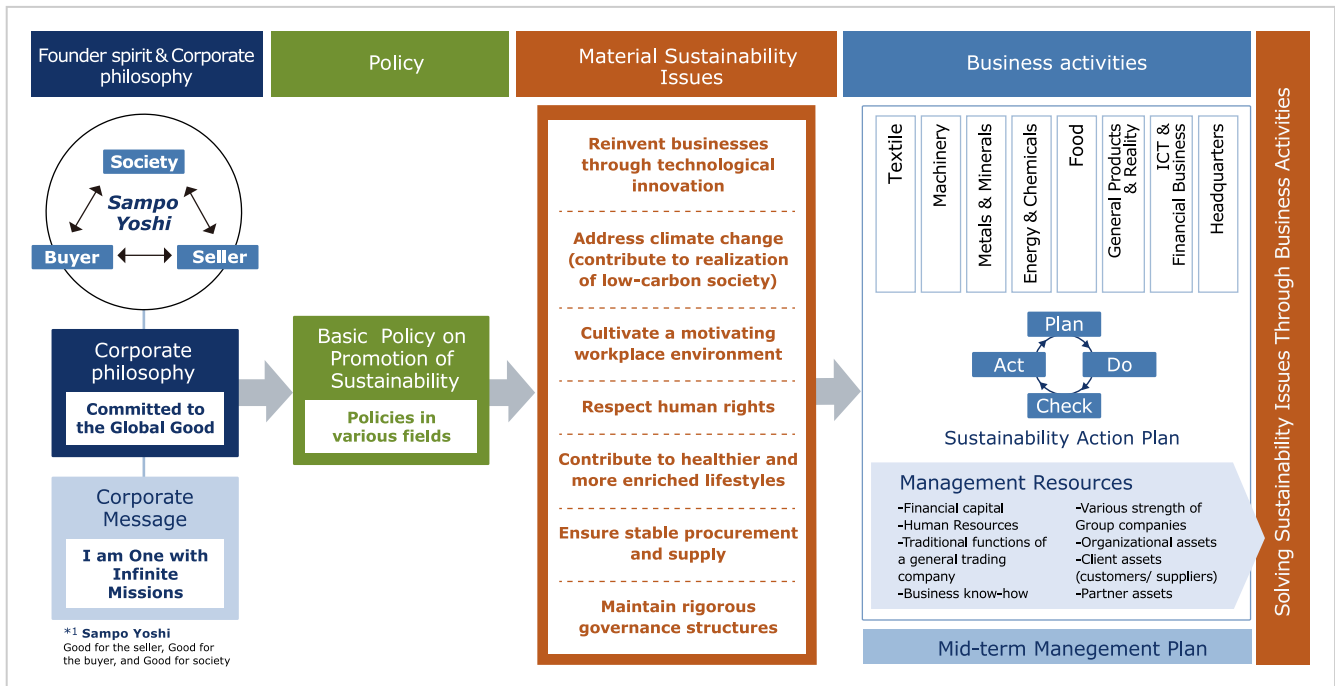 Founder spirit & Corporate
philosophy
Policy
Material Sustainability
Issues
Business activities
Society
Sampo
Yoshi
Buyer
Seller
Corporate
philosophy
Committed to
the Global Good
Corporate
Message
I am One with
Infinite
Missions
*1 Sampo Yoshi
Good for the seller, Good for
the buyer, and Good for society
Basic Policy on
Promotion of
Sustainability
Policies in
various fields
Reinvent businesses
through technological
innovation
Address climate change
(contribute to realization
of low-carbon society)
Cultivate a motivating
workplace environment
Respect human rights
Contribute to healthier and
more enriched lifestyles
Ensure stable procurement
and supply
Maintain rigorous
governance structures
Textile
Machinery
Metals & Minerals
Energy & Chemicals
Food
General Products
& Reality
ICT &
Financial Business
Headquarters
Plan
Act
Do
Check
Sustainability Action Plan
Management Resources
-Financial capital
-Human Resources
-Traditional functions of
a general trading
company
-Business know-how
-Various strength of
Group companies
-Organizational assets
-Client assets
(customers/ suppliers)
-Partner assets
Mid-term Manegement Plan
Solving Sustainability Issues Through Business Activities